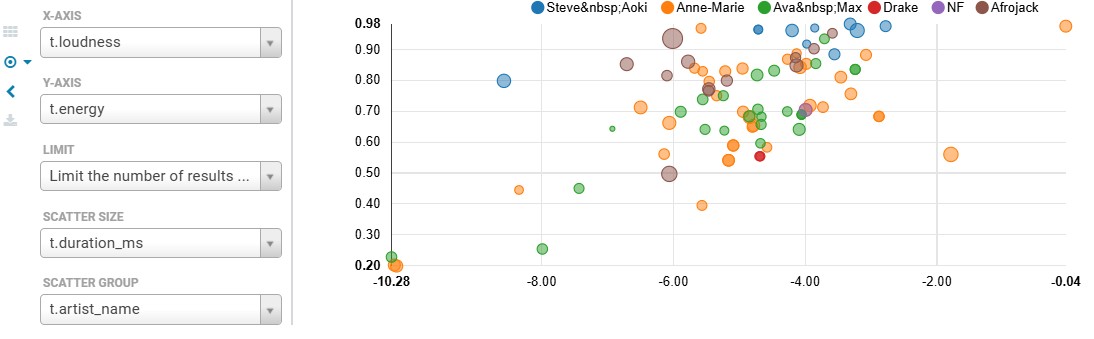 X-AXIS
t.loudness
Y-AXIS
t.energy
LIMIT
Limit the number of results ...
SCATTER SIZE
t.duration_ms
SCATTER GROUP
t.artist_name
Steve&nbsp;Aoki Anne-Marie Ava&nbsp;Max Drake NF Afrojack
0.98
0.90
0.80
0.70
0.60
0.50
0.40
0.30
0.20
-10.28 -8.00 -6.00 -4.00 -2.00 -0.04